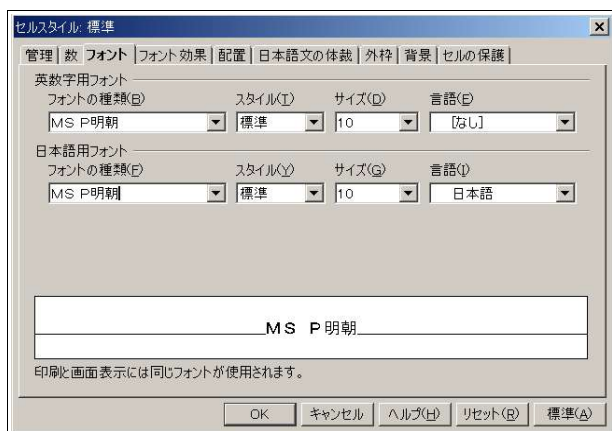 セルスタイル: 標準
管理 数 フォント フォント効果 配置 日本語文の体裁 外枠 背景 セルの保護
英数字用フォント
フォントの種類(B) スタイル(T) サイズ(D) 言語(E)
MS P明朝 標準 10 [なし]
日本語用フォント
フォントの種類(F) スタイル(Y) サイズ(G) 言語(I)
MS P明朝 標準 10 日本語
MS P明朝
印刷と画面表示には同じフォントが使用されます。
OK キャンセル ヘルプ(H) リセット(R) 標準(A)